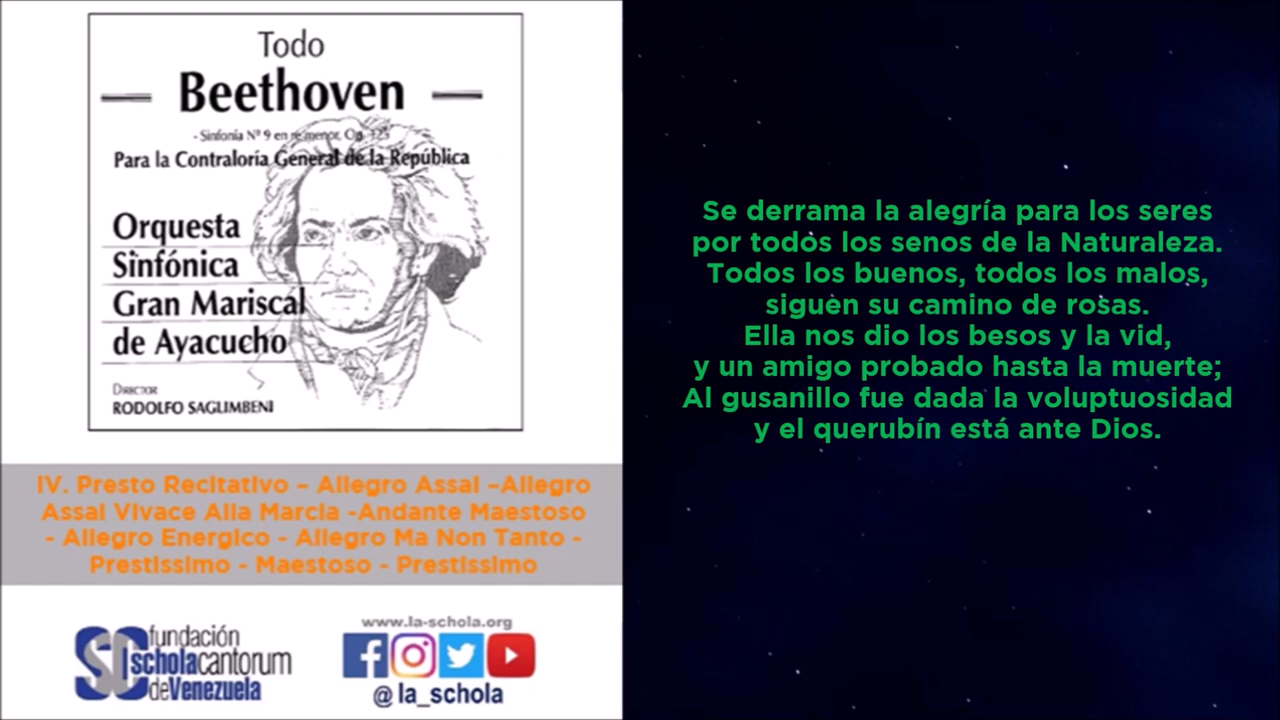 Todo
Beethoven
- Sinfonía Nº 9 en re menor, Op. 125
Para la Contraloría General de la República
Orquesta
Sinfónica
Gran Mariscal
de Ayacucho
Director
RODOLFO SAGLIMBENI
IV. Presto Recitativo – Allegro Assai –Allegro
Assai Vivace Alla Marcia -Andante Maestoso
- Allegro Energico - Allegro Ma Non Tanto -
Prestissimo - Maestoso - Prestissimo
fundación
scholacantorum
deVenezuela
www.la-schola.org
@la_schola
Se derrama la alegría para los seres
por todos los senos de la Naturaleza.
Todos los buenos, todos los malos,
siguen su camino de rosas.
Ella nos dio los besos y la vid,
y un amigo probado hasta la muerte;
Al gusanillo fue dada la voluptuosidad
y el querubín está ante Dios.